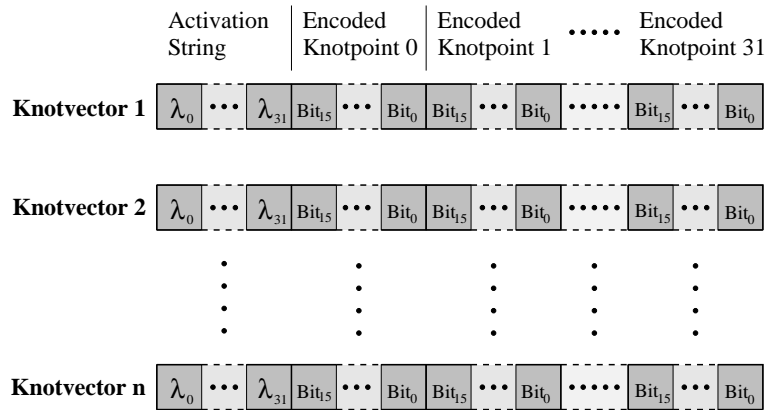 Activation Encoded Encoded ..... Encoded
String Knotpoint 0 Knotpoint 1 Knotpoint 31
Knotvector 1 λ0 ... λ31 Bit15 ... Bit0 Bit15 ... Bit0 ..... Bit15 ... Bit0
Knotvector 2 λ0 ... λ31 Bit15 ... Bit0 Bit15 ... Bit0 ..... Bit15 ... Bit0
Knotvector n λ0 ... λ31 Bit15 ... Bit0 Bit15 ... Bit0 ..... Bit15 ... Bit0